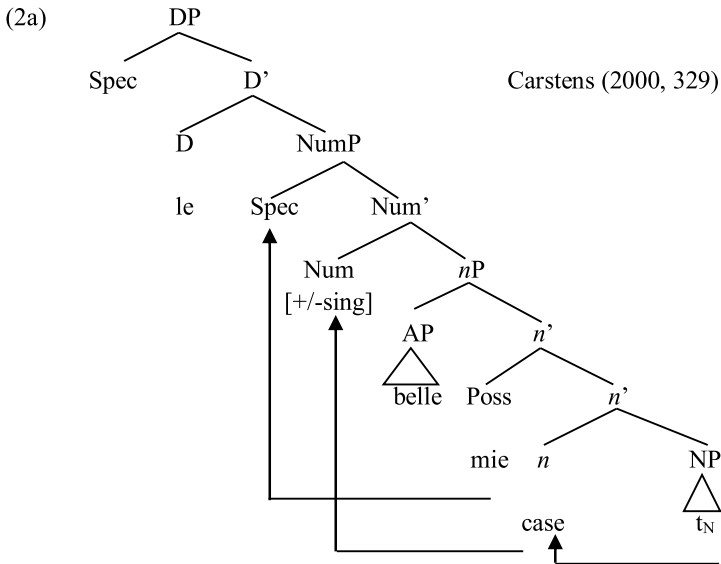 (2a) DP
Spec D’ Carstens (2000, 329)
D NumP
le Spec Num’
Num nP
[+/-sing]
AP n’
belle Poss n’
mie n NP
case tN